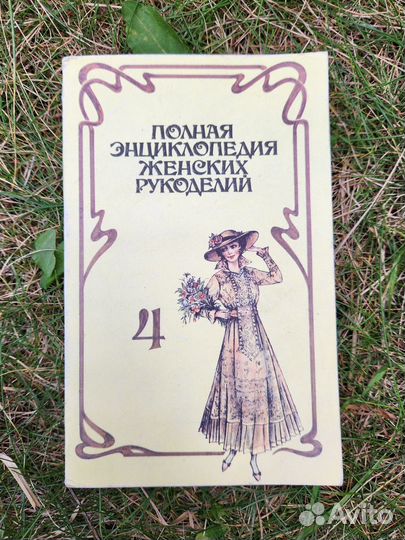 ПОЛНАЯ
ЭНЦИКЛОПЕДИЯ
ЖЕНСКИХ
РУКОДЕЛИЙ
4
Avito